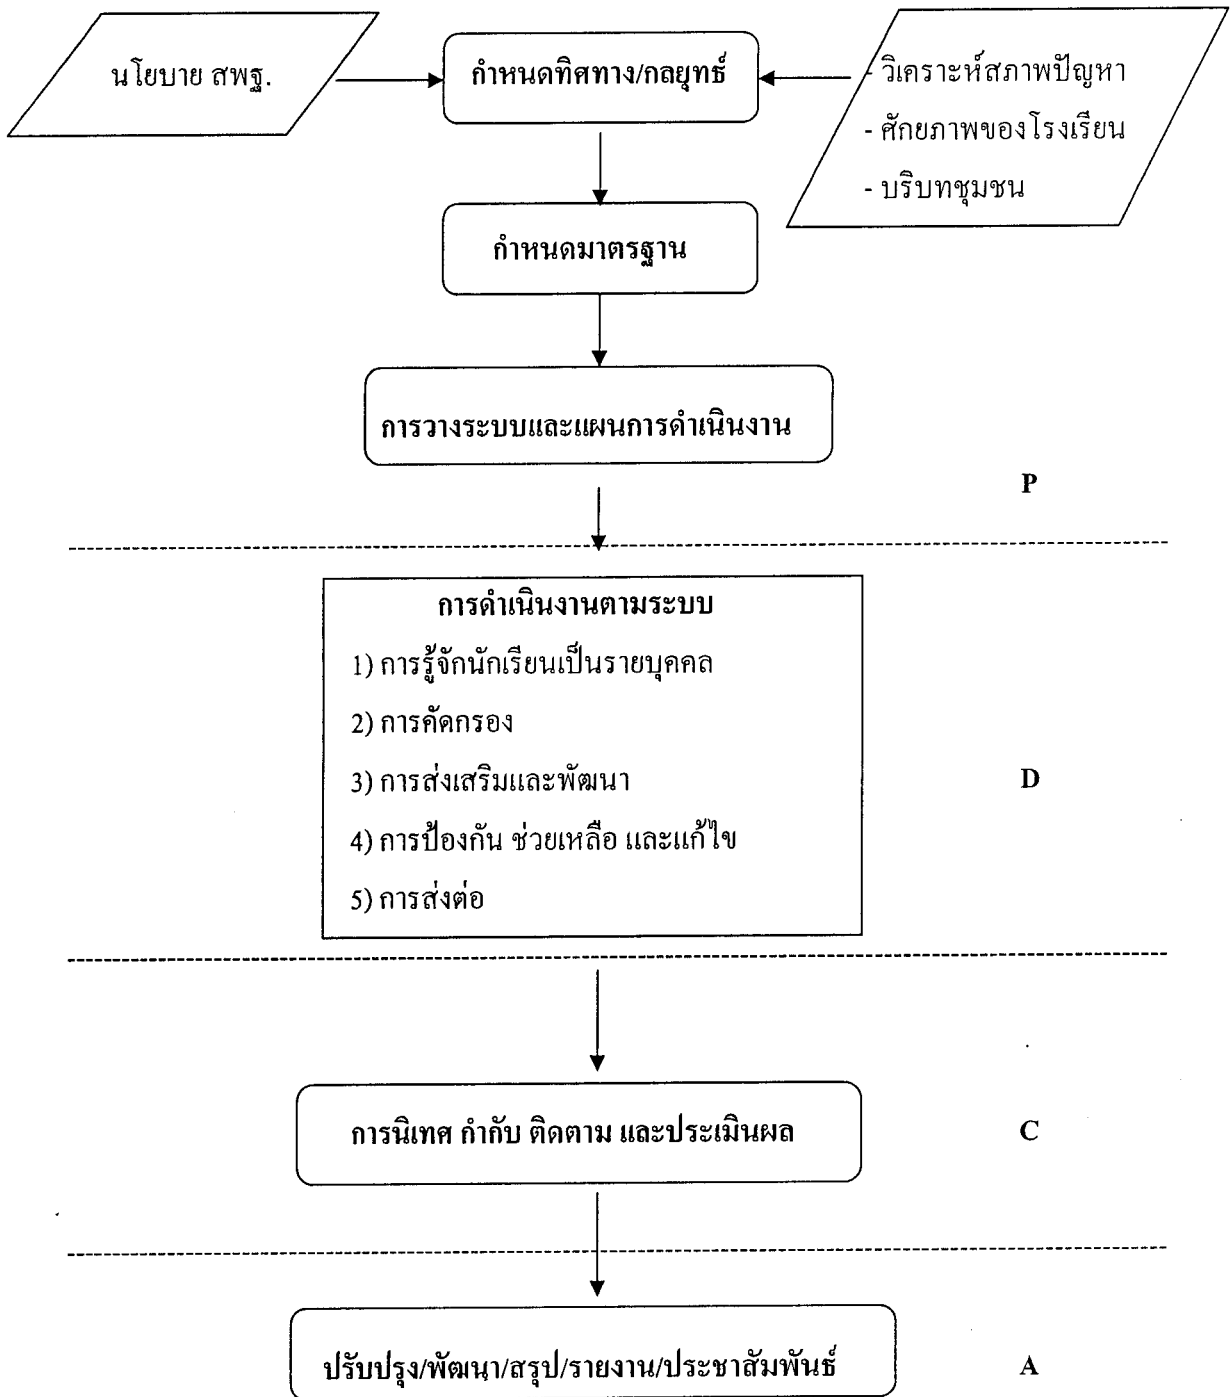 นโยบาย สพฐ.
กำหนดทิศทาง/กลยุทธ์
- วิเคราะห์สภาพปัญหา
- ศักยภาพของโรงเรียน
- บริบทชุมชน
กำหนดมาตรฐาน
การวางระบบและแผนการดำเนินงาน
P
การดำเนินงานตามระบบ
1) การรู้จักนักเรียนเป็นรายบุคคล
2) การคัดกรอง
3) การส่งเสริมและพัฒนา
4) การป้องกัน ช่วยเหลือ และแก้ไข
5) การส่งต่อ
D
การนิเทศ กำกับ ติดตาม และประเมินผล
C
ปรับปรุง/พัฒนา/สรุป/รายงาน/ประชาสัมพันธ์
A